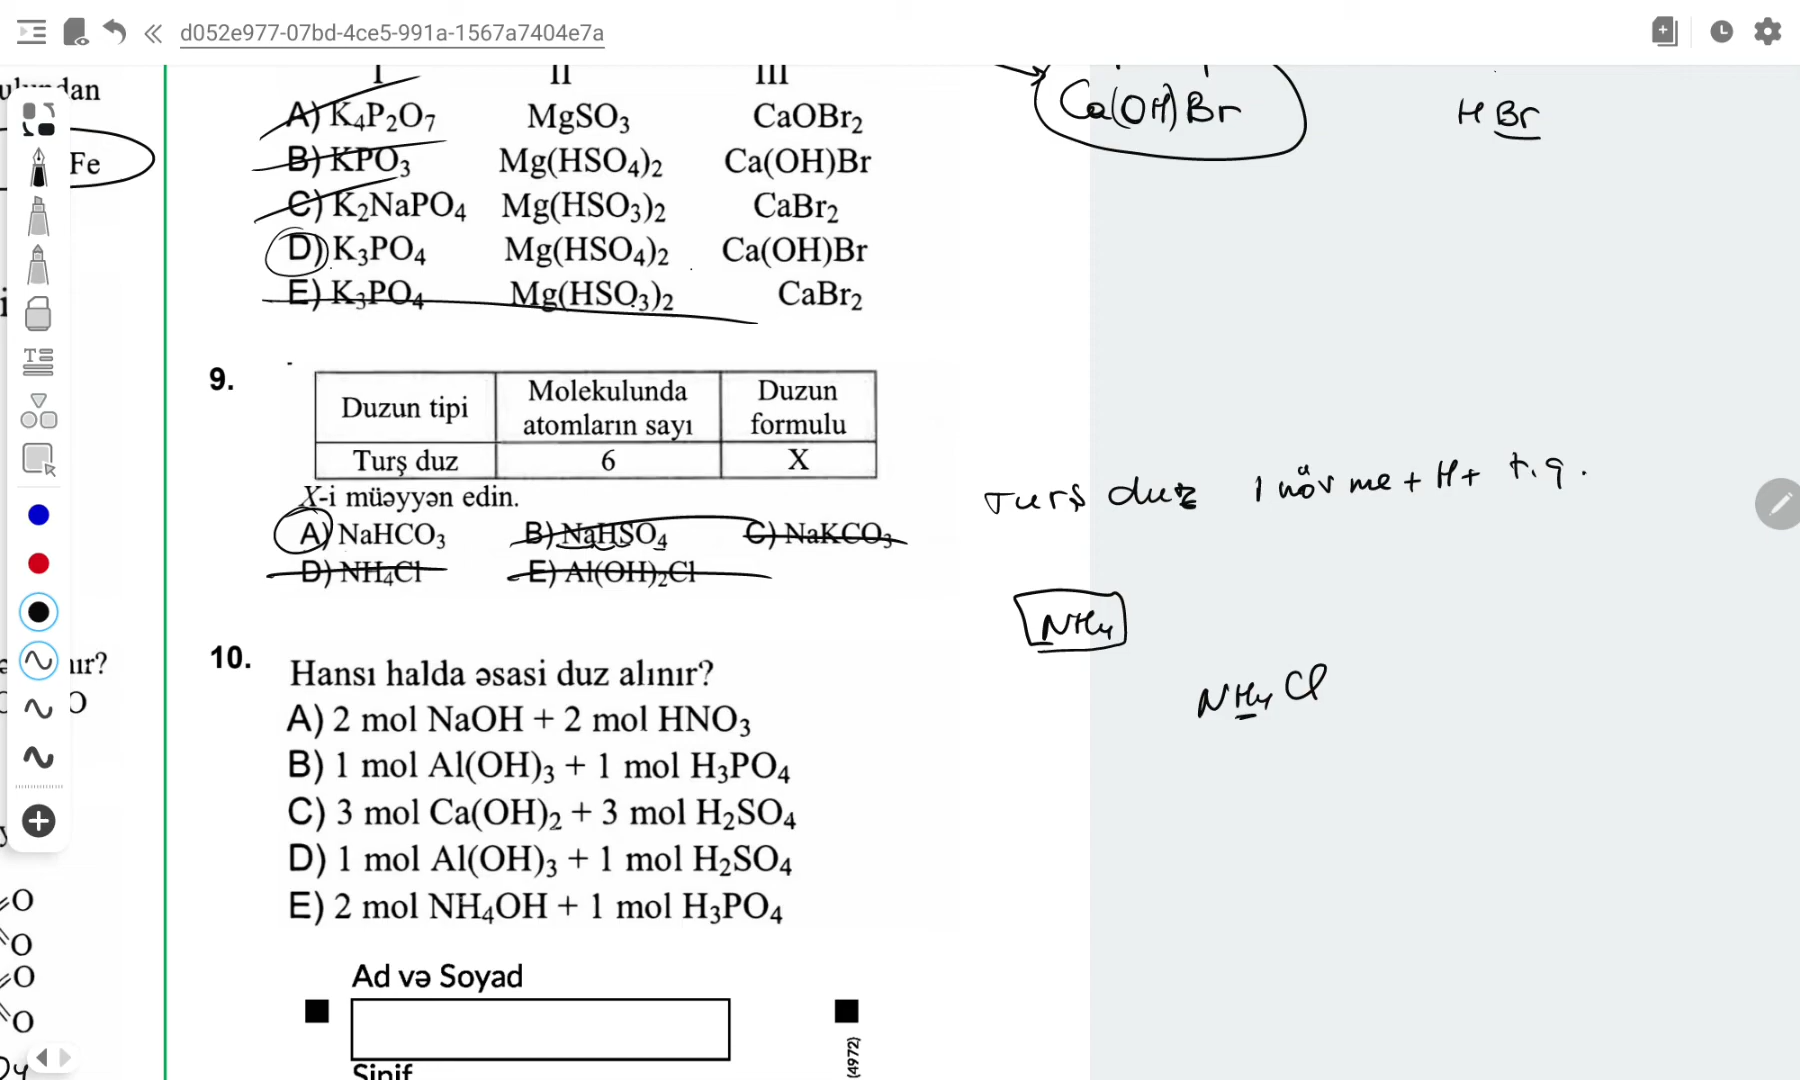 d052e977-07bd-4ce5-991a-1567a7404e7a
I II III
A) K₄P₂O₇ MgSO₃ CaOBr₂
B) KPO₃ Mg(HSO₄)₂ Ca(OH)Br
C) K₂NaPO₄ Mg(HSO₃)₂ CaBr₂
D) K₃PO₄ Mg(HSO₄)₂ Ca(OH)Br
E) K₃PO₄ Mg(HSO₃)₂ CaBr₂
Ca(OH)Br HBr
9.
Duzun tipi Molekulunda atomların sayı Duzun formulu
Turş duz 6 X
X-i müəyyən edin.
A) NaHCO₃ B) NaHSO₄ C) NaKCO₃
D) NH₄Cl E) Al(OH)₂Cl
Turş duz 1 növ me + H + t.q.
NH₄
NH₄Cl
10. Hansı halda əsasi duz alınır?
A) 2 mol NaOH + 2 mol HNO₃
B) 1 mol Al(OH)₃ + 1 mol H₃PO₄
C) 3 mol Ca(OH)₂ + 3 mol H₂SO₄
D) 1 mol Al(OH)₃ + 1 mol H₂SO₄
E) 2 mol NH₄OH + 1 mol H₃PO₄
Ad və Soyad
Sinif
(4972)
Fe
O
O
O
O
O